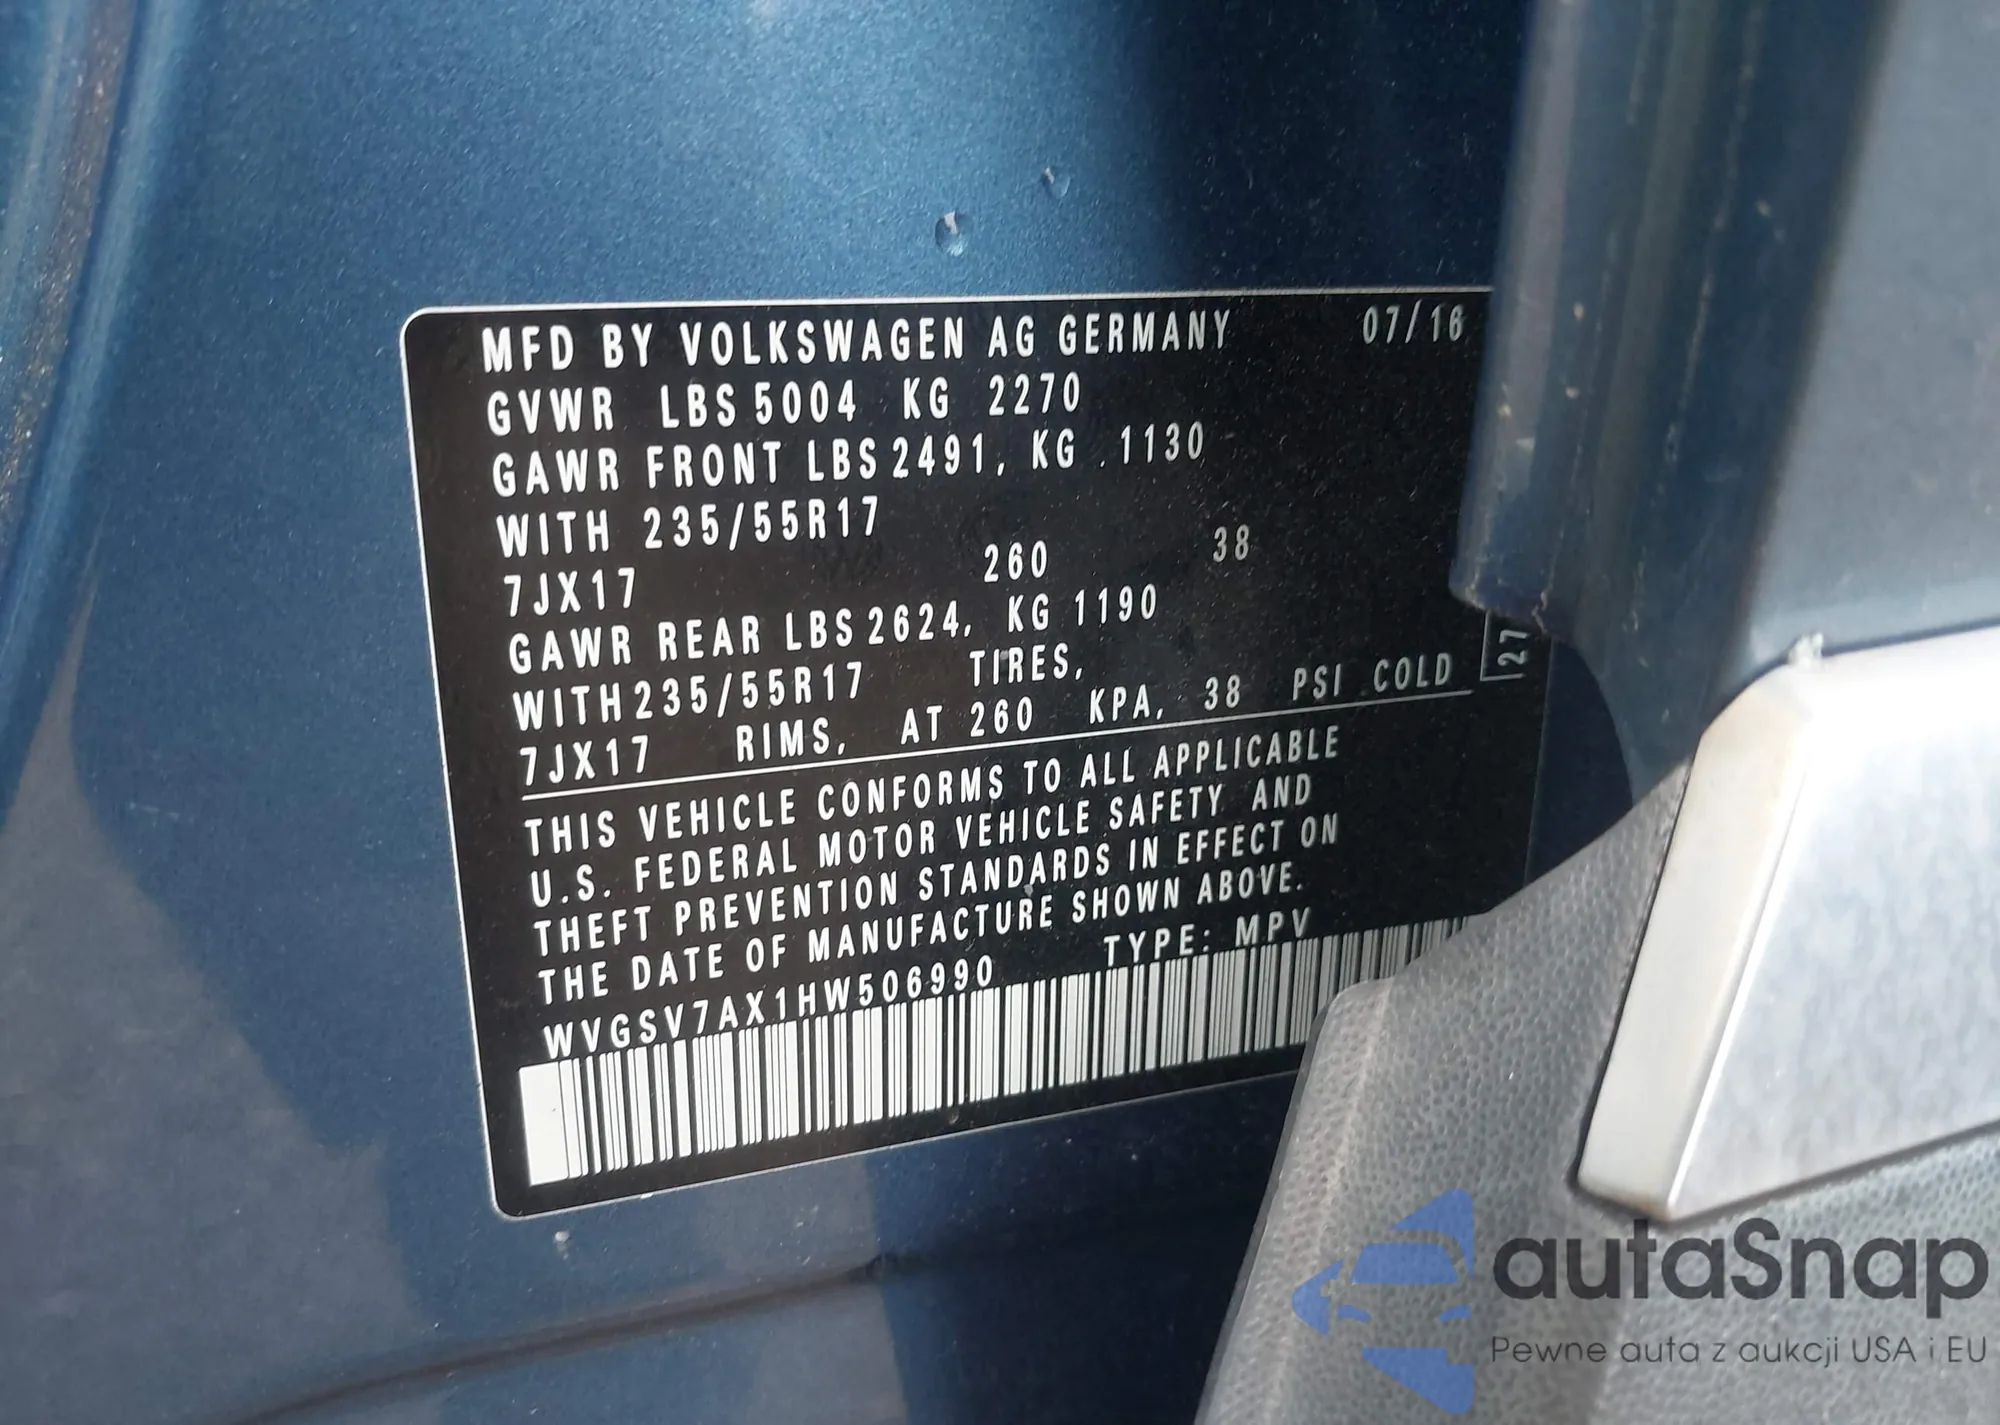 MFD BY VOLKSWAGEN AG GERMANY 07/16
GVWR LBS 5004 KG 2270
GAWR FRONT LBS 2491, KG .1130
WITH 235/55R17
7JX17 260 38
GAWR REAR LBS 2624, KG 1190
WITH 235/55R17 TIRES,
7JX17 RIMS, AT 260 KPA, 38 PSI COLD
27
THIS VEHICLE CONFORMS TO ALL APPLICABLE
U.S. FEDERAL MOTOR VEHICLE SAFETY AND
THEFT PREVENTION STANDARDS IN EFFECT ON
THE DATE OF MANUFACTURE SHOWN ABOVE.
WVGSV7AX1HW506990 TYPE: MPV
autaSnap
Pewne auta z aukcji USA i EU